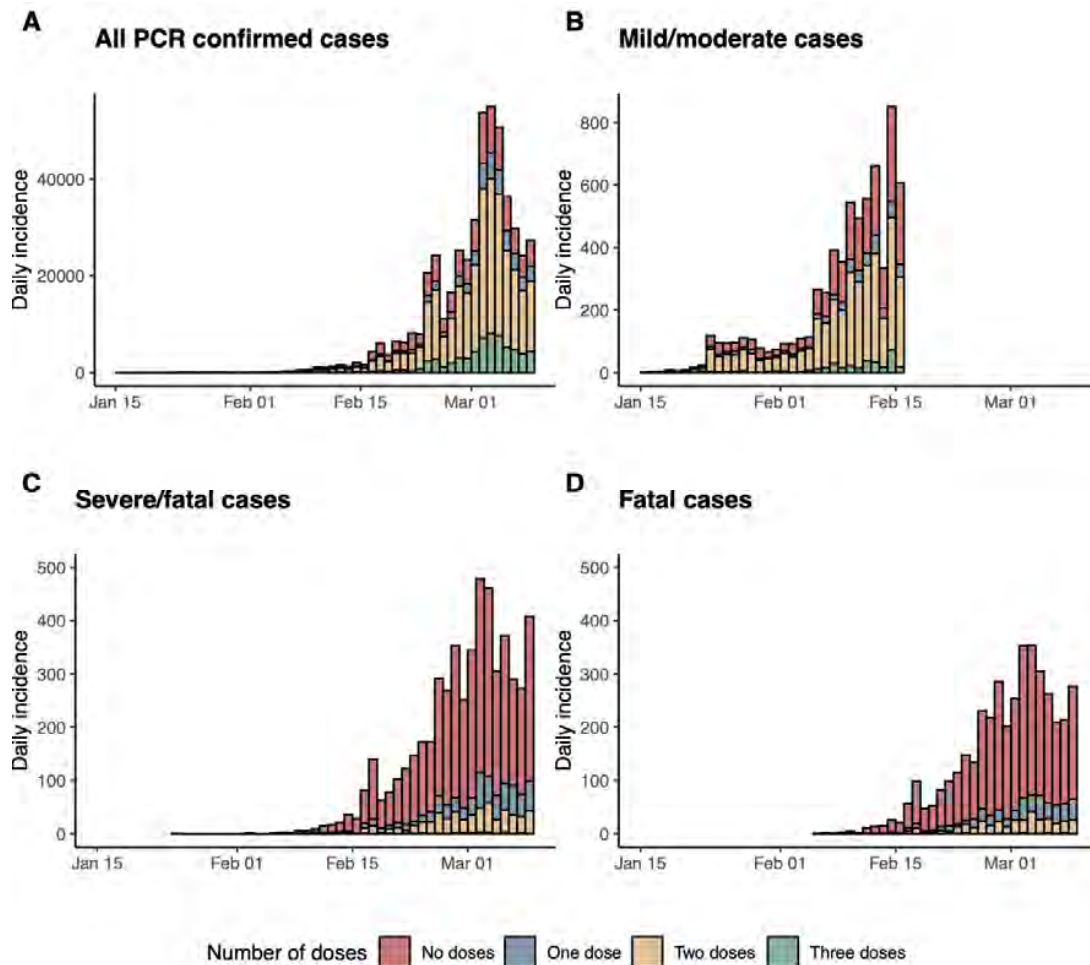 A
All PCR confirmed cases
Daily incidence
40000
20000
0
Jan 15
Feb 01
Feb 15
Mar 01
B
Mild/moderate cases
Daily incidence
800
600
400
200
0
Jan 15
Feb 01
Feb 15
Mar 01
C
Severe/fatal cases
Daily incidence
500
400
300
200
100
0
Jan 15
Feb 01
Feb 15
Mar 01
D
Fatal cases
Daily incidence
500
400
300
200
100
0
Jan 15
Feb 01
Feb 15
Mar 01
Number of doses No doses One dose Two doses Three doses